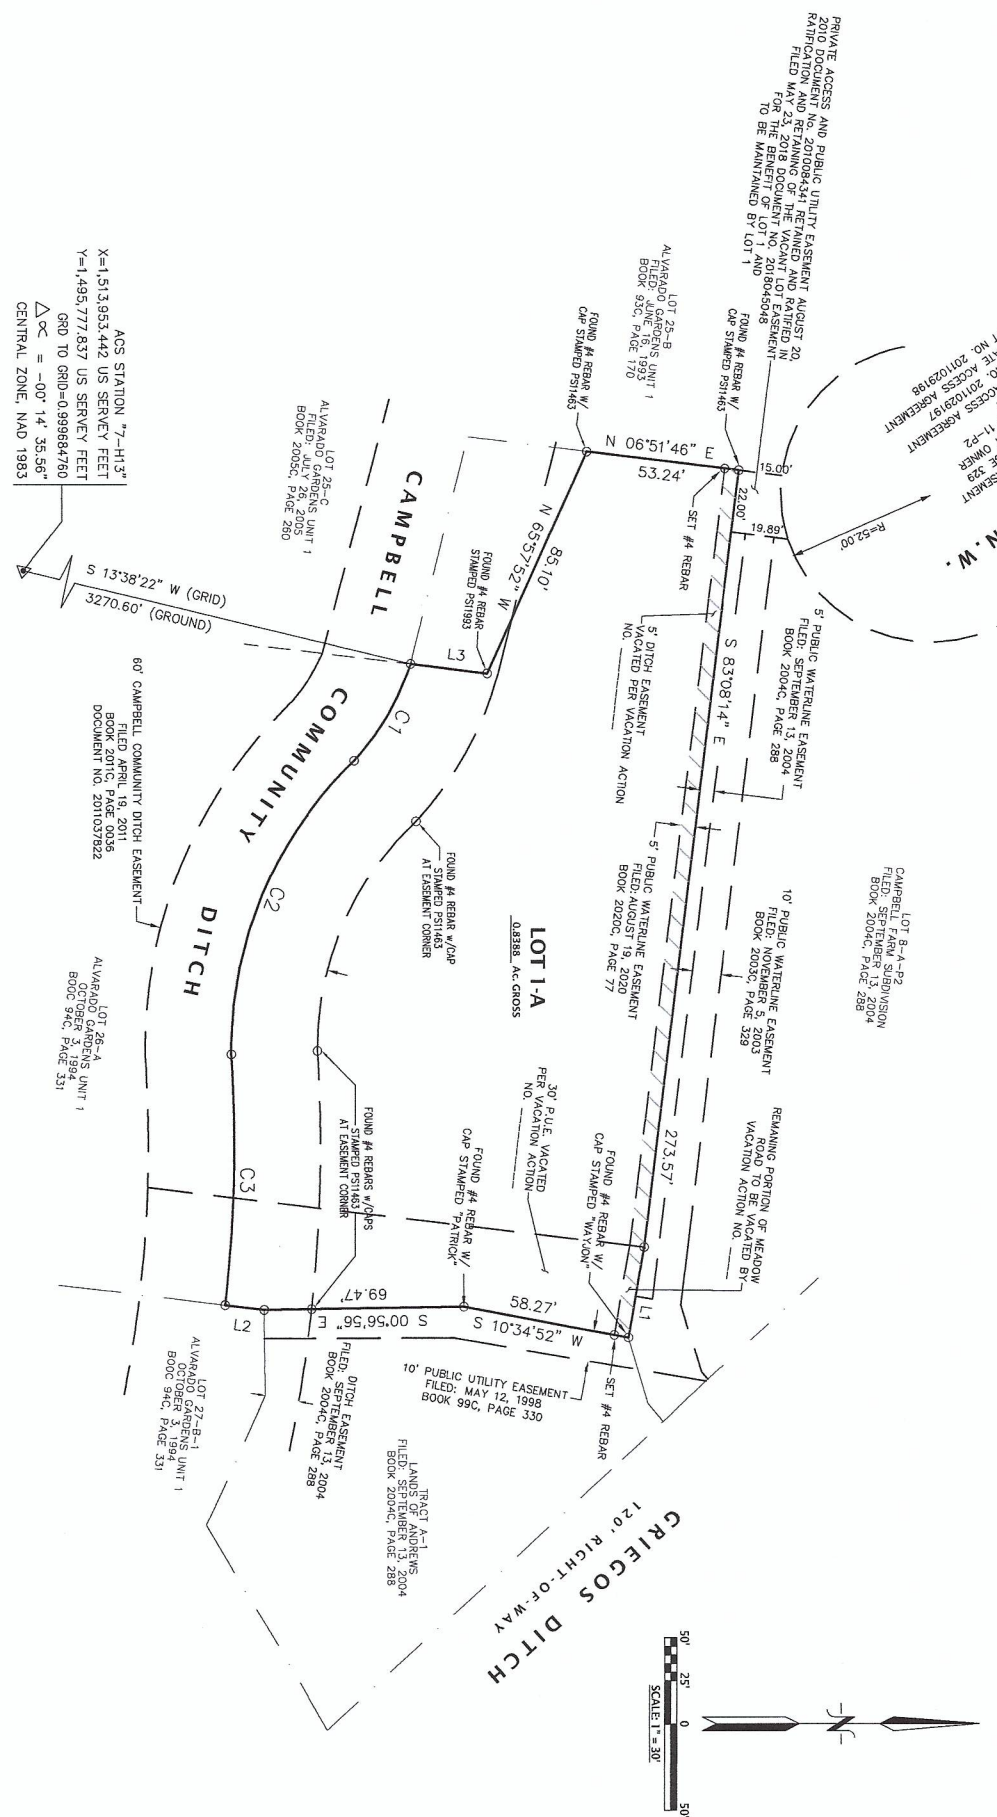 PRIVATE ACCESS AND PUBLIC UTILITY EASEMENT AUGUST 20,
2010 DOCUMENT No. 2010084341 RETAINED AND RATIFIED IN
RATIFICATION AND RETAINING OF THE VACANT LOT EASEMENT
FILED MAY 23, 2018 DOCUMENT NO. 2018045048
FOR THE BENEFIT OF LOT 1 AND
TO BE MAINTAINED BY LOT 1
ACCESS AGREEMENT
NO. 2011029197
ACCESS AGREEMENT
NO. 2011029198
11-P2
OWNER
329
N.W.
R=52.00'
15.00'
22.00'
19.89'
FOUND #4 REBAR W/
CAP STAMPED PS11463
LOT 25-B
ALVARADO GARDENS UNIT 1
FILED: JUNE 16, 1993
BOOK 93C, PAGE 170
FOUND #4 REBAR W/
CAP STAMPED PS11463
N 06°51'46" E
53.24'
SET #4 REBAR
5' PUBLIC WATERLINE EASEMENT
FILED: SEPTEMBER 13, 2004
BOOK 2004C, PAGE 288
S 83°08'14" E
273.57'
5' DITCH EASEMENT
VACATED PER VACATION ACTION
NO.
LOT 8-A-P2
CAMPBELL FARM SUBDIVISION
FILED: SEPTEMBER 13, 2004
BOOK 2004C, PAGE 288
10' PUBLIC WATERLINE EASEMENT
FILED: NOVEMBER 5, 2003
BOOK 2003C, PAGE 329
5' PUBLIC WATERLINE EASEMENT
FILED: AUGUST 19, 2020
BOOK 2020C, PAGE 77
REMANING PORTION OF MEADOW
ROAD TO BE VACATED BY
VACATION ACTION NO.
LOT 1-A
0.8388 Ac. GROSS
30' P.U.E. VACATED
PER VACATION ACTION
NO.
FOUND #4 REBAR W/
CAP STAMPED "WAYJON"
FOUND #4 REBAR W/
CAP STAMPED "PATRICK"
L1
SET #4 REBAR
58.27'
S 10°34'52" W
69.47'
S 00°56'56" E
10' PUBLIC UTILITY EASEMENT
FILED: MAY 12, 1998
BOOK 99C, PAGE 330
N 65°57'52" W
85.10'
FOUND #4 REBAR
STAMPED PS11993
L3
FOUND #4 REBAR w/CAP
STAMPED PS11463
AT EASEMENT CORNER
FOUND #4 REBARS w/CAPS
STAMPED PS11463
AT EASEMENT CORNER
C1
C2
C3
L2
CAMPBELL
COMMUNITY
DITCH
LOT 25-C
ALVARADO GARDENS UNIT 1
FILED: JULY 26, 2005
BOOK 2005C, PAGE 260
S 13°38'22" W (GRID)
3270.60' (GROUND)
ACS STATION "7-H13"
X=1,513,953.442 US SERVEY FEET
Y=1,495,777.837 US SURVEY FEET
GRD TO GRID=0.999684760
△∝ = -00° 14' 35.56"
CENTRAL ZONE, NAD 1983
60' CAMPBELL COMMUNITY DITCH EASEMENT
FILED APRIL 19, 2011
BOOK 2011C, PAGE 0036
DOCUMENT NO. 2011037822
LOT 26-A
ALVARADO GARDENS UNIT 1
OCTOBER 3, 1994
BOOC 94C, PAGE 331
LOT 27-B-1
ALVARADO GARDENS UNIT 1
OCTOBER 3, 1994
BOOC 94C, PAGE 331
DITCH EASEMENT
FILED: SEPTEMBER 13, 2004
BOOK 2004C, PAGE 288
TRACT A-1
LANDS OF ANDREWS
FILED: SEPTEMBER 13, 2004
BOOK 2004C, PAGE 288
GRIEGOS DITCH
120' RIGHT-OF-WAY
N
50' 25' 0 50'
SCALE: 1" = 30'